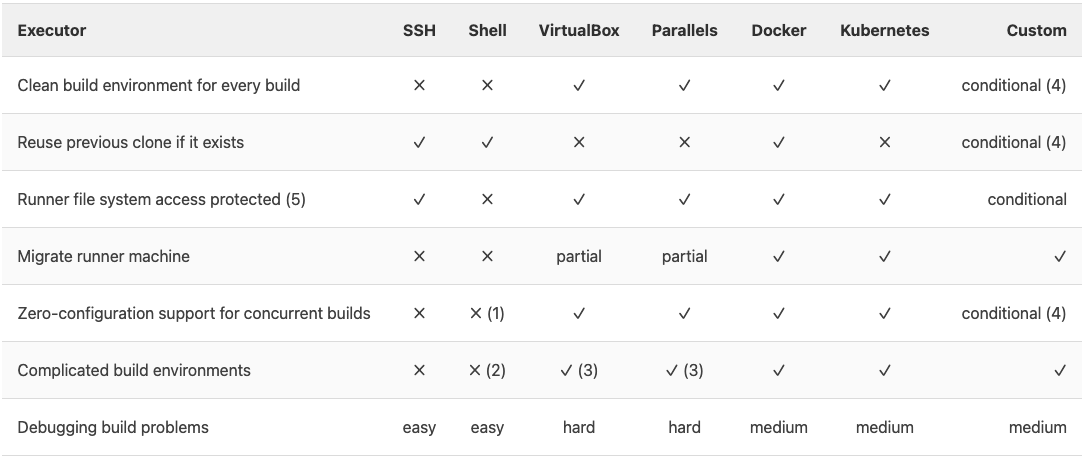 Executor SSH Shell VirtualBox Parallels Docker Kubernetes Custom
Clean build environment for every build ✕ ✕ ✓ ✓ ✓ ✓ conditional (4)
Reuse previous clone if it exists ✓ ✓ ✕ ✕ ✓ ✕ conditional (4)
Runner file system access protected (5) ✓ ✕ ✓ ✓ ✓ ✓ conditional
Migrate runner machine ✕ ✕ partial partial ✓ ✓ ✓
Zero-configuration support for concurrent builds ✕ ✕ (1) ✓ ✓ ✓ ✓ conditional (4)
Complicated build environments ✕ ✕ (2) ✓ (3) ✓ (3) ✓ ✓ ✓
Debugging build problems easy easy hard hard medium medium medium